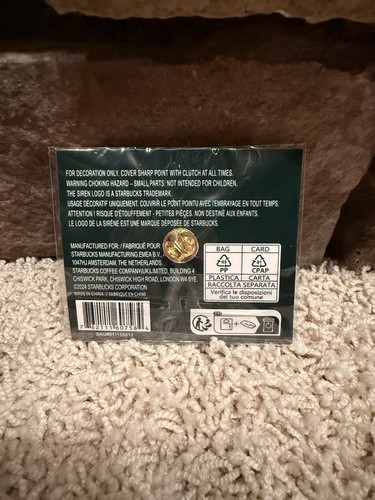 FOR DECORATION ONLY. COVER SHARP POINT WITH CLUTCH AT ALL TIMES.
WARNING CHOKING HAZARD - SMALL PARTS: NOT INTENDED FOR CHILDREN.
THE SIREN LOGO IS A STARBUCKS TRADEMARK.
USAGE DÉCORATIF UNIQUEMENT. COUVRIR LE POINT POINTU AVEC L'EMBRAYAGE EN TOUT TEMPS.
ATTENTION ! RISQUE D'ÉTOUFFEMENT - PETITES PIÈCES. NON DESTINÉ AUX ENFANTS.
LE LOGO DE LA SIRÈNE EST UNE MARQUE DÉPOSÉE DE STARBUCKS.
MANUFACTURED FOR: / FABRIQUÉ POUR
STARBUCKS MANUFACTURING EMEA B.V.,
1047HJ AMSTERDAM, THE NETHERLANDS.
STARBUCKS COFFEE COMPANY(UK)LIMITED, BUILDING 4
CHISWICK PARK, CHISWICK HIGH ROAD, LONDON W4 5YE
©2024 STARBUCKS CORPORATION
MADE IN CHINA / FABRIQUÉ EN CHINE
BAG CARD
PP CPAP
PLASTICA CARTA
RACCOLTA SEPARATA
Verifica le disposizioni
del tuo comune
7 621116 0758 4